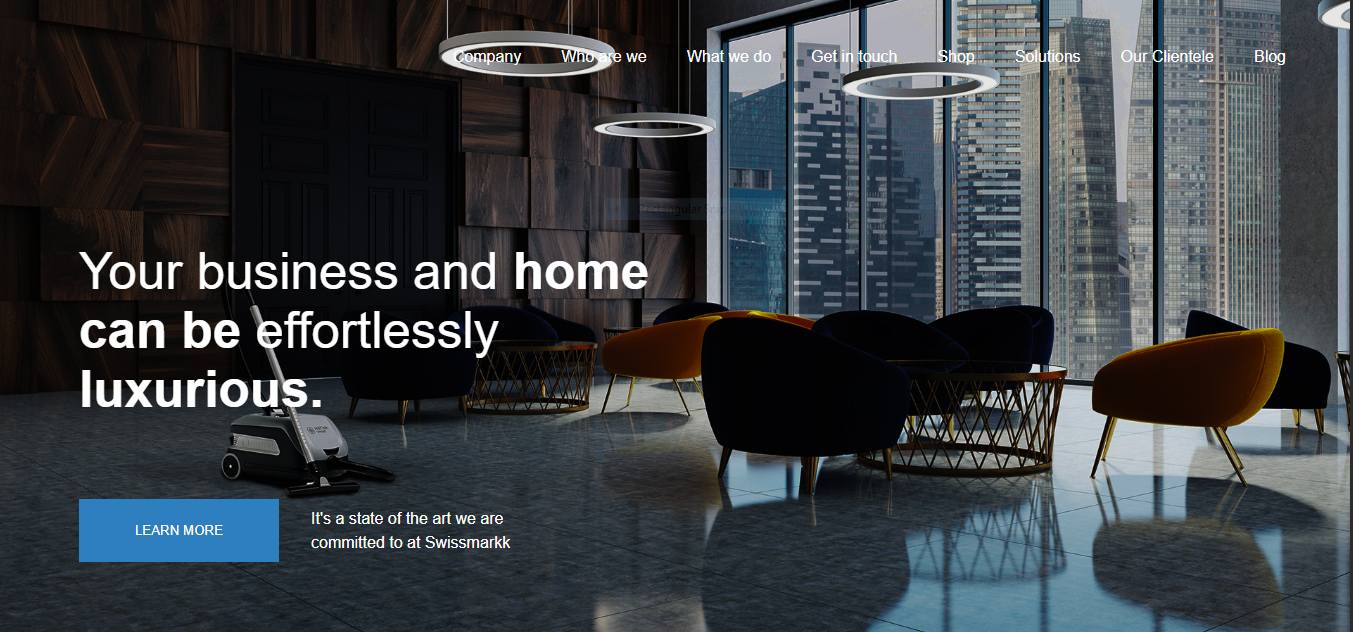 Company Who are we What we do Get in touch Shop Solutions Our Clientele Blog
Your business and home
can be effortlessly
luxurious.
LEARN MORE
It's a state of the art we are
committed to at Swissmarkk